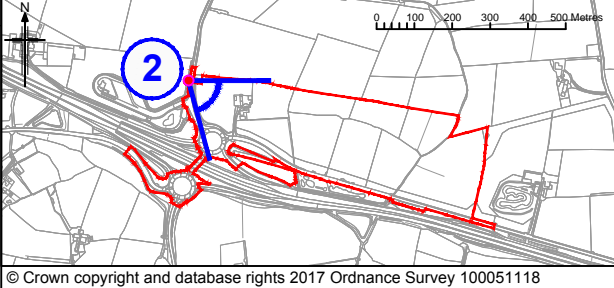 N
0 100 200 300 400 500 Metres
2
© Crown copyright and database rights 2017 Ordnance Survey 100051118